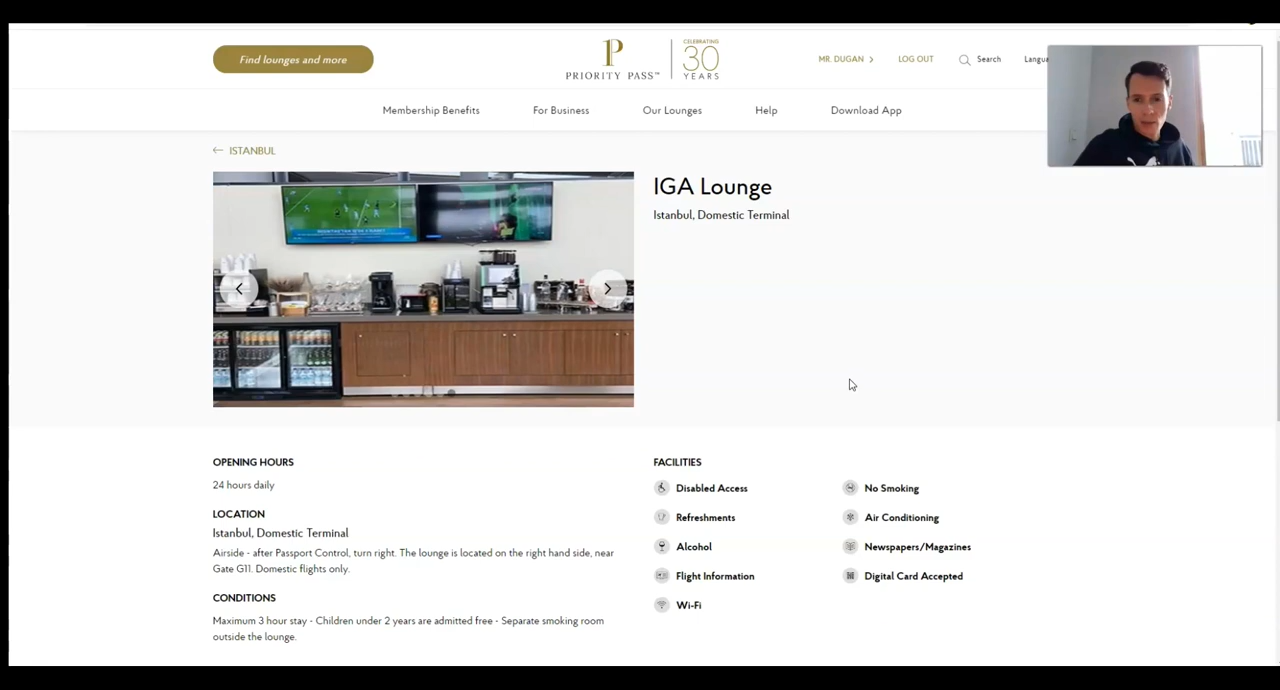 Find lounges and more
P
PRIORITY PASS™
CELEBRATING
30
YEARS
MR. DUGAN
LOG OUT
Search
Membership Benefits
For Business
Our Lounges
Help
Download App
← ISTANBUL
IGA Lounge
Istanbul, Domestic Terminal
OPENING HOURS
24 hours daily
LOCATION
Istanbul, Domestic Terminal
Airside - after Passport Control, turn right. The lounge is located on the right hand side, near
Gate G11. Domestic flights only.
CONDITIONS
Maximum 3 hour stay - Children under 2 years are admitted free - Separate smoking room
outside the lounge.
FACILITIES
Disabled Access
Refreshments
Alcohol
Flight Information
Wi-Fi
No Smoking
Air Conditioning
Newspapers/Magazines
Digital Card Accepted